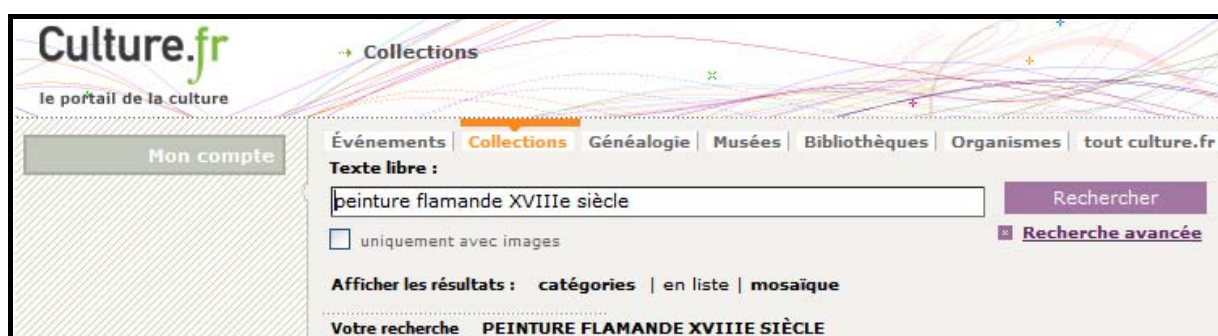 Culture.fr
Collections
le portail de la culture
Mon compte
Événements | Collections | Généalogie | Musées | Bibliothèques | Organismes | tout culture.fr
Texte libre :
peinture flamande XVIIIe siècle
Rechercher
uniquement avec images
Recherche avancée
Afficher les résultats : catégories | en liste | mosaïque
Votre recherche PEINTURE FLAMANDE XVIIIE SIÈCLE